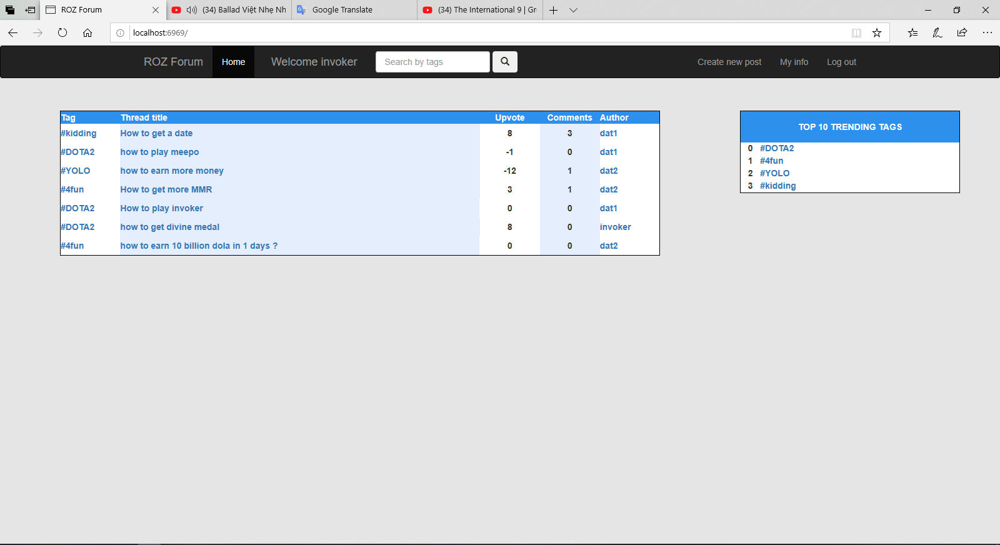 ROZ Forum
(34) Ballad Việt Nhẹ Nh
Google Translate
(34) The International 9 | Gr
localhost:6969/
ROZ Forum Home Welcome invoker Search by tags Create new post My info Log out
Tag Thread title Upvote Comments Author
#kidding How to get a date 8 3 dat1
#DOTA2 how to play meepo -1 0 dat1
#YOLO how to earn more money -12 1 dat2
#4fun How to get more MMR 3 1 dat2
#DOTA2 How to play invoker 0 0 dat1
#DOTA2 how to get divine medal 8 0 invoker
#4fun how to earn 10 billion dola in 1 days ? 0 0 dat2
TOP 10 TRENDING TAGS
0 #DOTA2
1 #4fun
2 #YOLO
3 #kidding